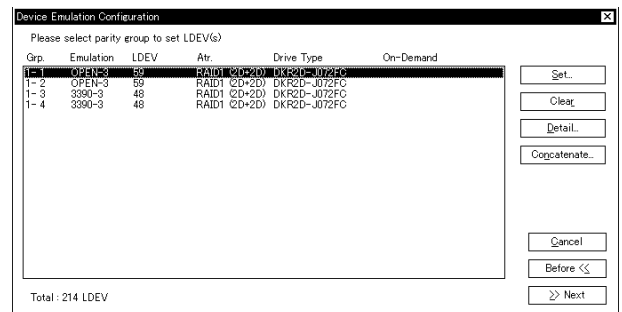 Device Emulation Configuration
Please select parity group to set LDEV(s)
Grp. Emulation LDEV Atr. Drive Type On-Demand
1- 1 OPEN-3 59 RAID1 (2D+2D) DKR2D-J072FC
1- 2 OPEN-3 59 RAID1 (2D+2D) DKR2D-J072FC
1- 3 3390-3 48 RAID1 (2D+2D) DKR2D-J072FC
1- 4 3390-3 48 RAID1 (2D+2D) DKR2D-J072FC
Set...
Clear
Detail...
Concatenate...
Cancel
Before <<
>> Next
Total : 214 LDEV